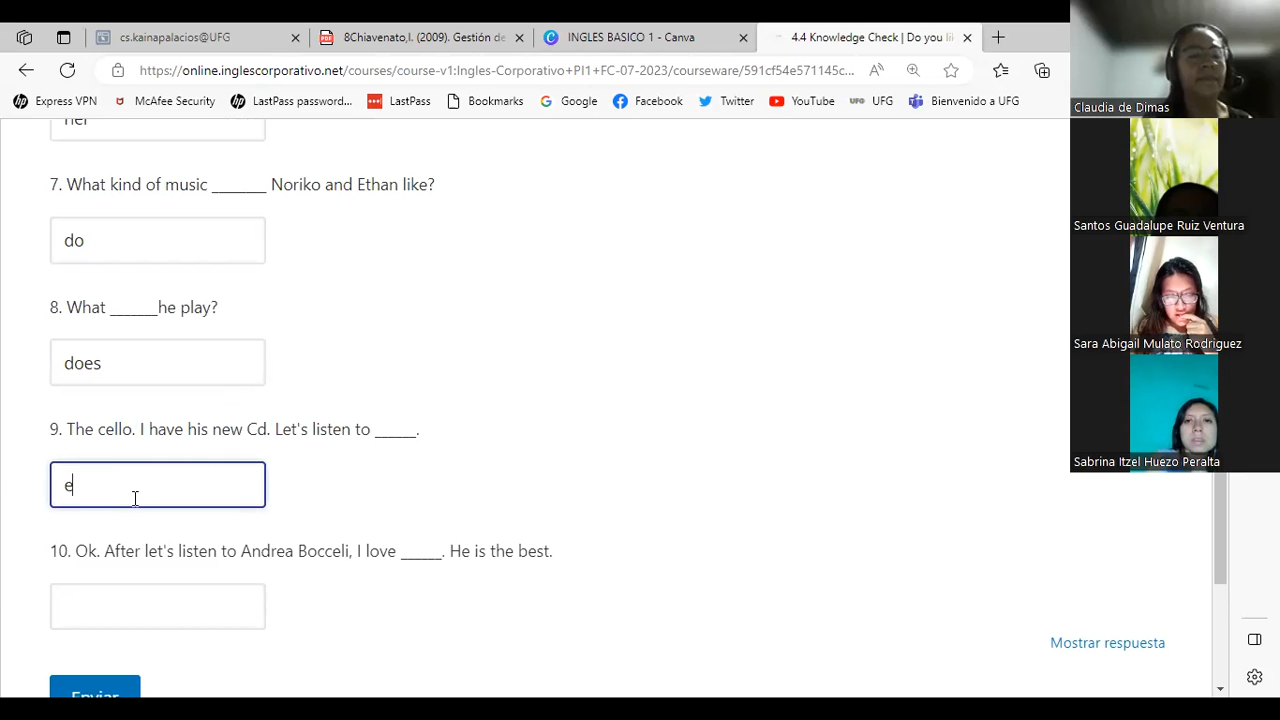 cs.kainapalacios@UFG
8Chiavenato,I. (2009). Gestión de
INGLES BASICO 1 - Canva
4.4 Knowledge Check | Do you li
https://online.inglescorporativo.net/courses/course-v1:Ingles-Corporativo+PI1+FC-07-2023/courseware/591cf54e571145c...
Express VPN
McAfee Security
LastPass password...
LastPass
Bookmarks
Google
Facebook
Twitter
YouTube
UFG
Bienvenido a UFG
her
7. What kind of music _______ Noriko and Ethan like?
do
8. What ______he play?
does
9. The cello. I have his new Cd. Let's listen to _____.
e
10. Ok. After let's listen to Andrea Bocceli, I love _____. He is the best.
Mostrar respuesta
Enviar
Claudia de Dimas
Santos Guadalupe Ruiz Ventura
Sara Abigail Mulato Rodriguez
Sabrina Itzel Huezo Peralta